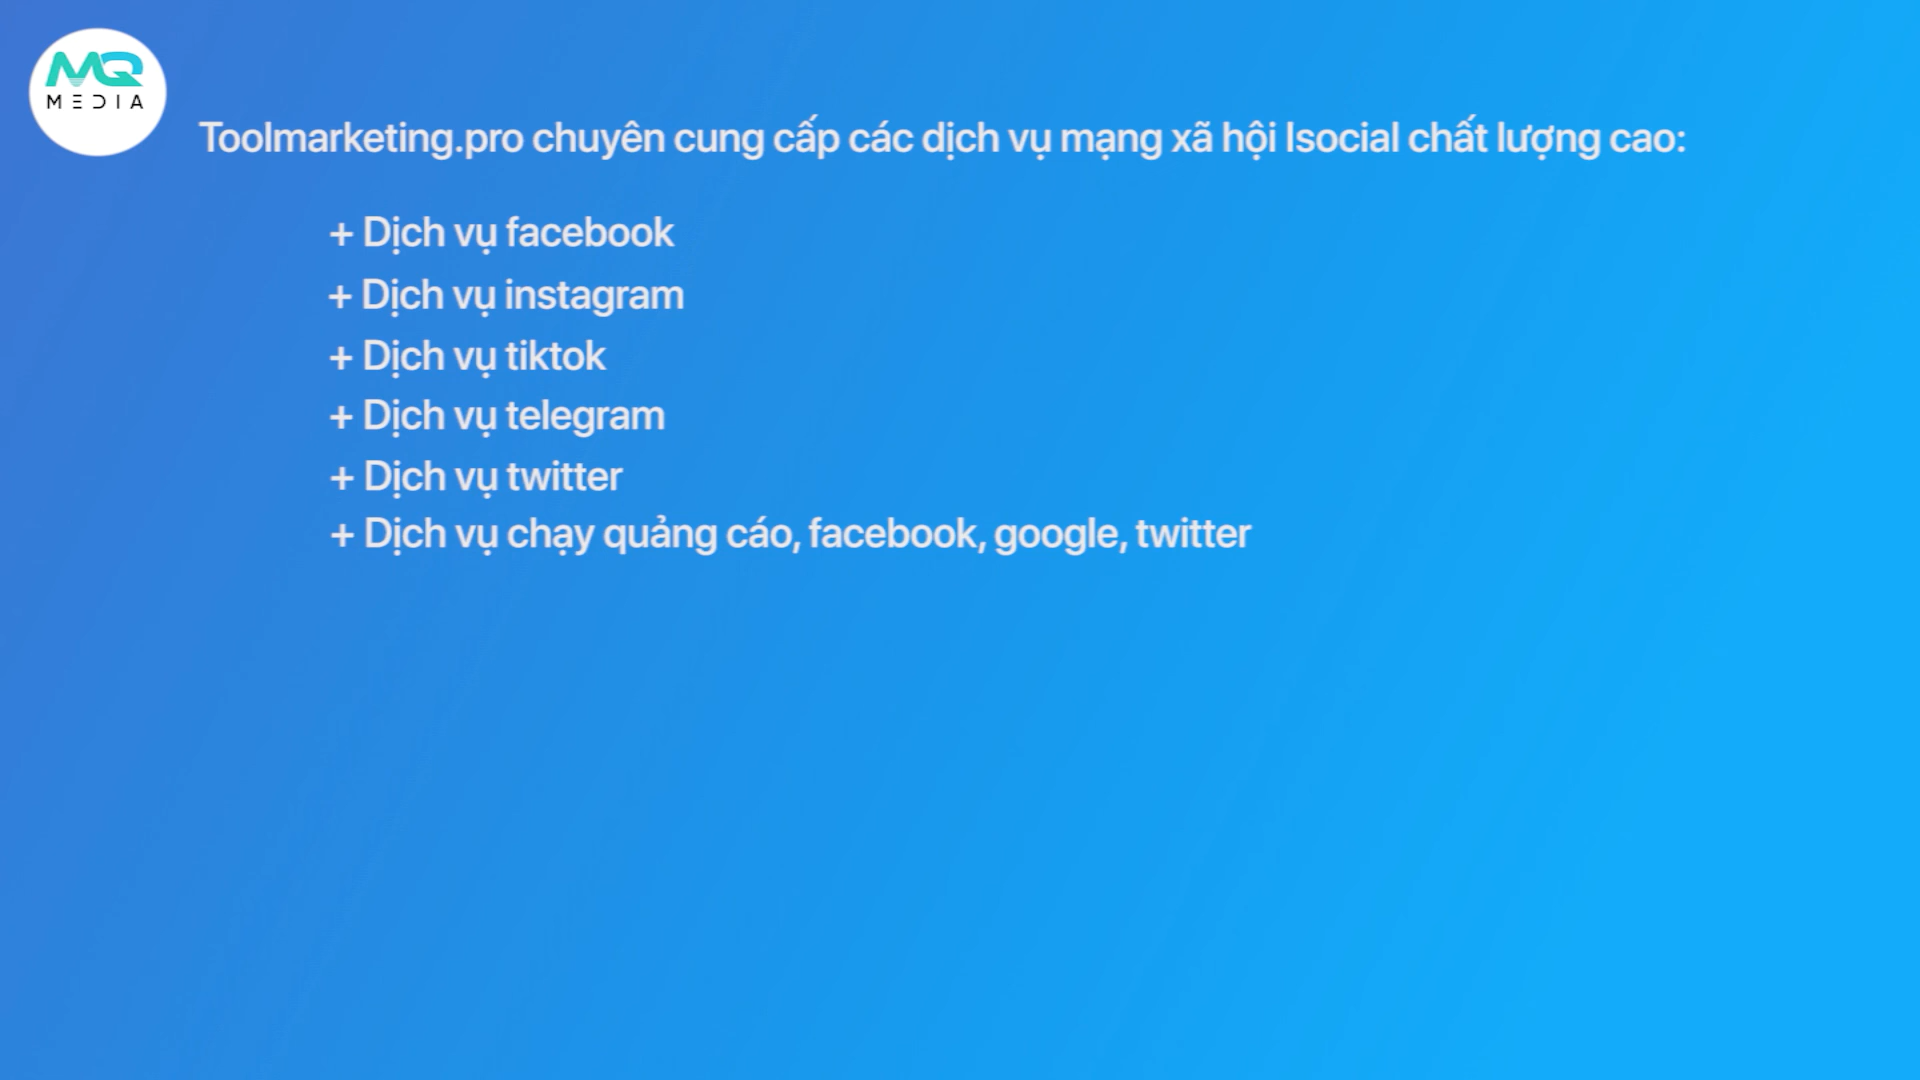 MQ
MEDIA
Toolmarketing.pro chuyên cung cấp các dịch vụ mạng xã hội Isocial chất lượng cao:
+ Dịch vụ facebook
+ Dịch vụ instagram
+ Dịch vụ tiktok
+ Dịch vụ telegram
+ Dịch vụ twitter
+ Dịch vụ chạy quảng cáo, facebook, google, twitter